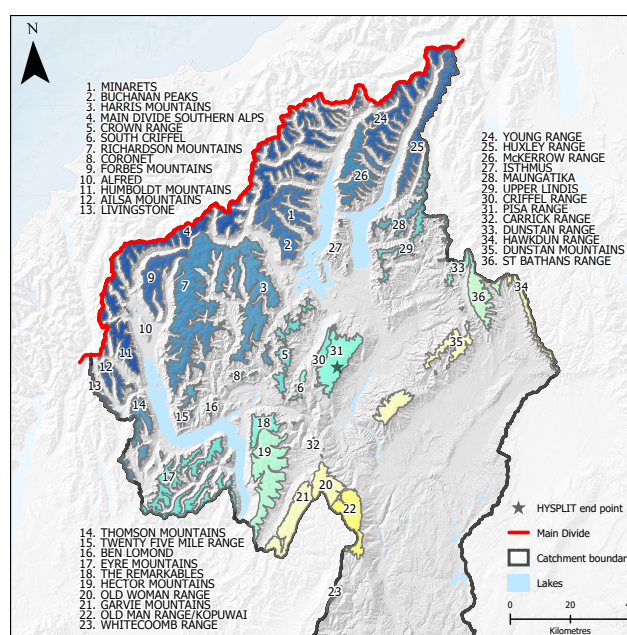 N
1. MINARETS
2. BUCHANAN PEAKS
3. HARRIS MOUNTAINS
4. MAIN DIVIDE SOUTHERN ALPS
5. CROWN RANGE
6. SOUTH CRIFFEL
7. RICHARDSON MOUNTAINS
8. CORONET
9. FORBES MOUNTAINS
10. ALFRED
11. HUMBOLDT MOUNTAINS
12. AILSA MOUNTAINS
13. LIVINGSTONE
24. YOUNG RANGE
25. HUXLEY RANGE
26. McKERROW RANGE
27. ISTHMUS
28. MAUNGATIKA
29. UPPER LINDIS
30. CRIFFEL RANGE
31. PISA RANGE
32. CARRICK RANGE
33. DUNSTAN RANGE
34. HAWKDUN RANGE
35. DUNSTAN MOUNTAINS
36. ST BATHANS RANGE
24
25
26
1
28
4
2
27
29
9
7
3
33
36
34
10
35
11
5
30
31
12
8
6
13
14
15
16
18
32
19
17
20
21
22
23
14. THOMSON MOUNTAINS
15. TWENTY FIVE MILE RANGE
16. BEN LOMOND
17. EYRE MOUNTAINS
18. THE REMARKABLES
19. HECTOR MOUNTAINS
20. OLD WOMAN RANGE
21. GARVIE MOUNTAINS
22. OLD MAN RANGE/KOPUWAI
23. WHITECOOMB RANGE
HYSPLIT end point
Main Divide
Catchment boundar
Lakes
0 20 4
Kilometres